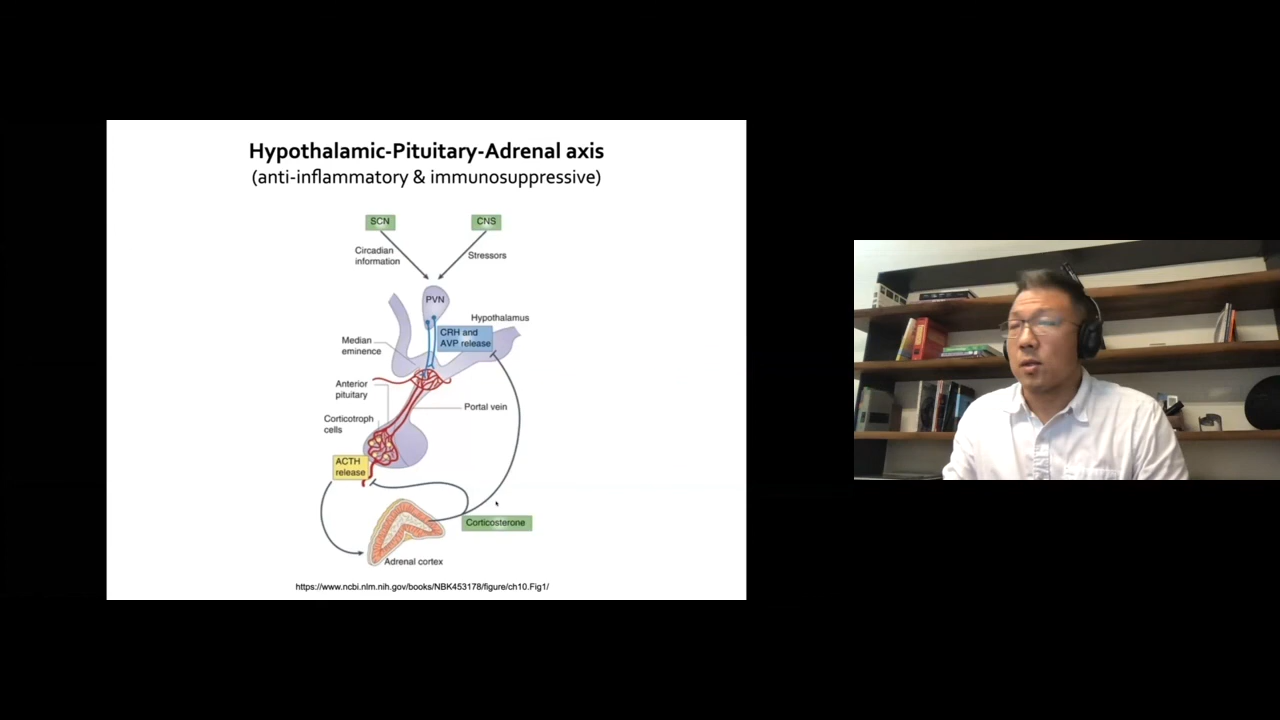 Hypothalamic-Pituitary-Adrenal axis
(anti-inflammatory & immunosuppressive)
SCN
CNS
Circadian
information
Stressors
PVN
Hypothalamus
CRH and
AVP release
Median
eminence
Anterior
pituitary
Portal vein
Corticotroph
cells
ACTH
release
Corticosterone
Adrenal cortex
https://www.ncbi.nlm.nih.gov/books/NBK453178/figure/ch10.Fig1/